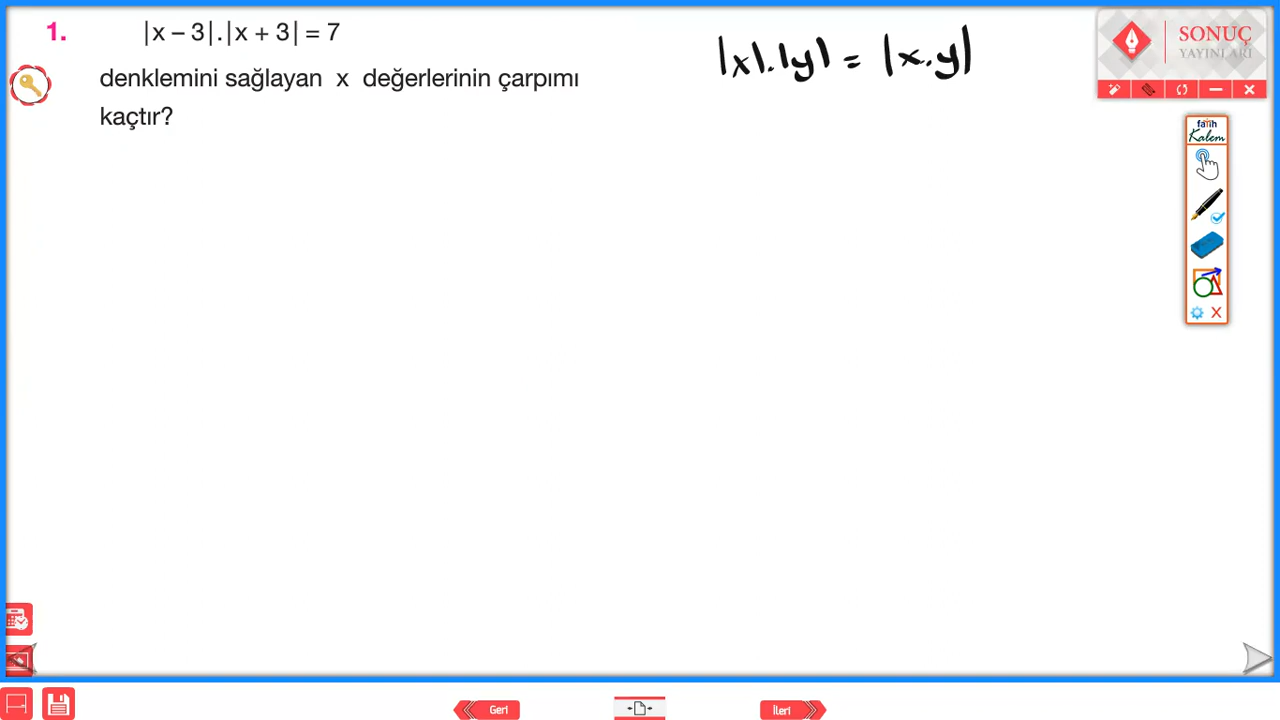 1. |x – 3|.|x + 3| = 7
denklemini sağlayan x değerlerinin çarpımı
kaçtır?
|x|.|y| = |x.y|
SONUÇ
YAYINLARI
fatih
Kalem
Geri
İleri